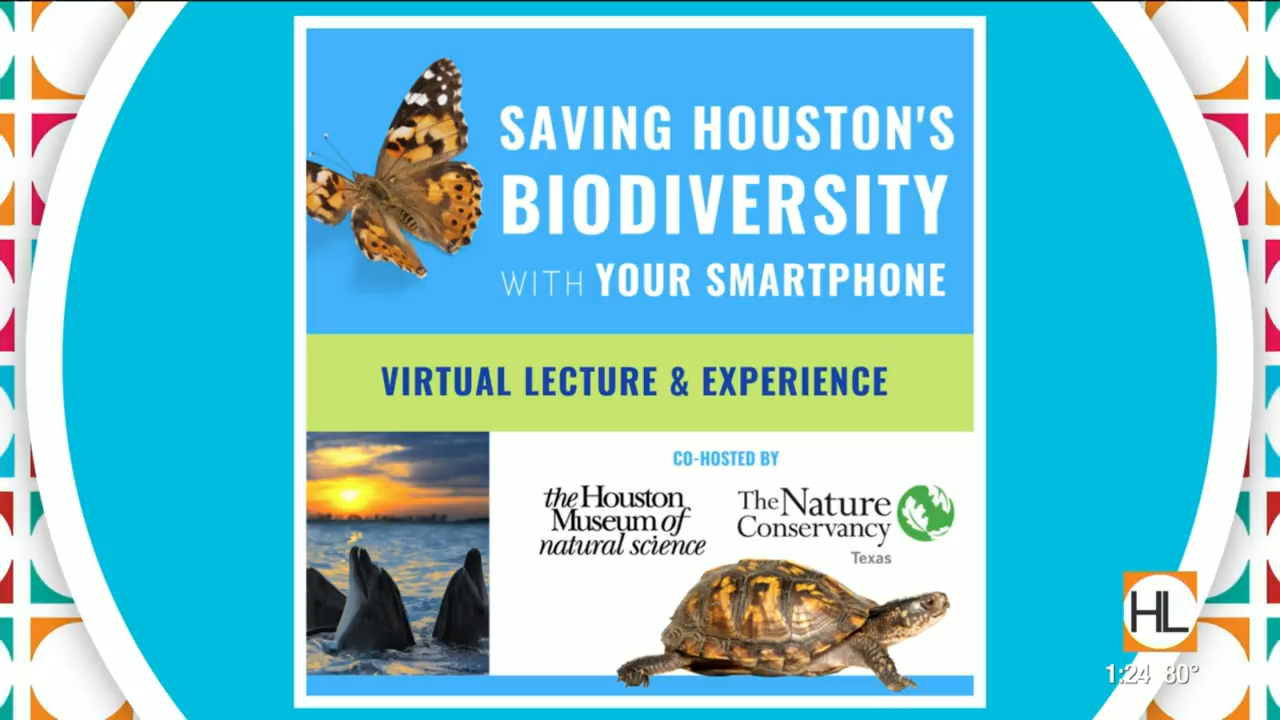 SAVING HOUSTON'S
BIODIVERSITY
WITH YOUR SMARTPHONE
VIRTUAL LECTURE & EXPERIENCE
CO-HOSTED BY
the Houston
Museum of
natural science
The Nature
Conservancy
Texas
HL
1:24 80°